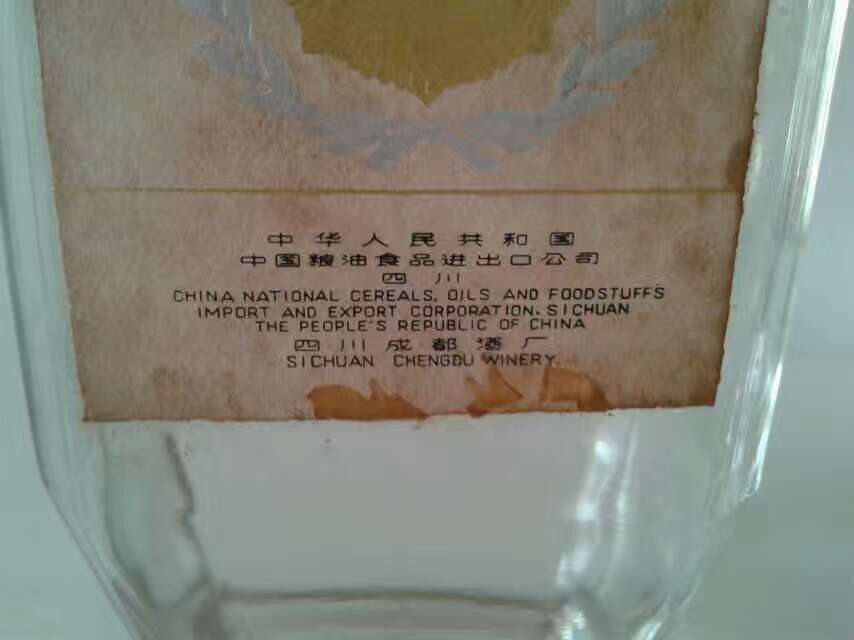 中华人民共和国
中国粮油食品进出口公司
四川
CHINA NATIONAL CEREALS, OILS AND FOODSTUFFS
IMPORT AND EXPORT CORPORATION. SICHUAN
THE PEOPLE'S REPUBLIC OF CHINA
四川成都酒厂
SICHUAN CHENGDU WINERY